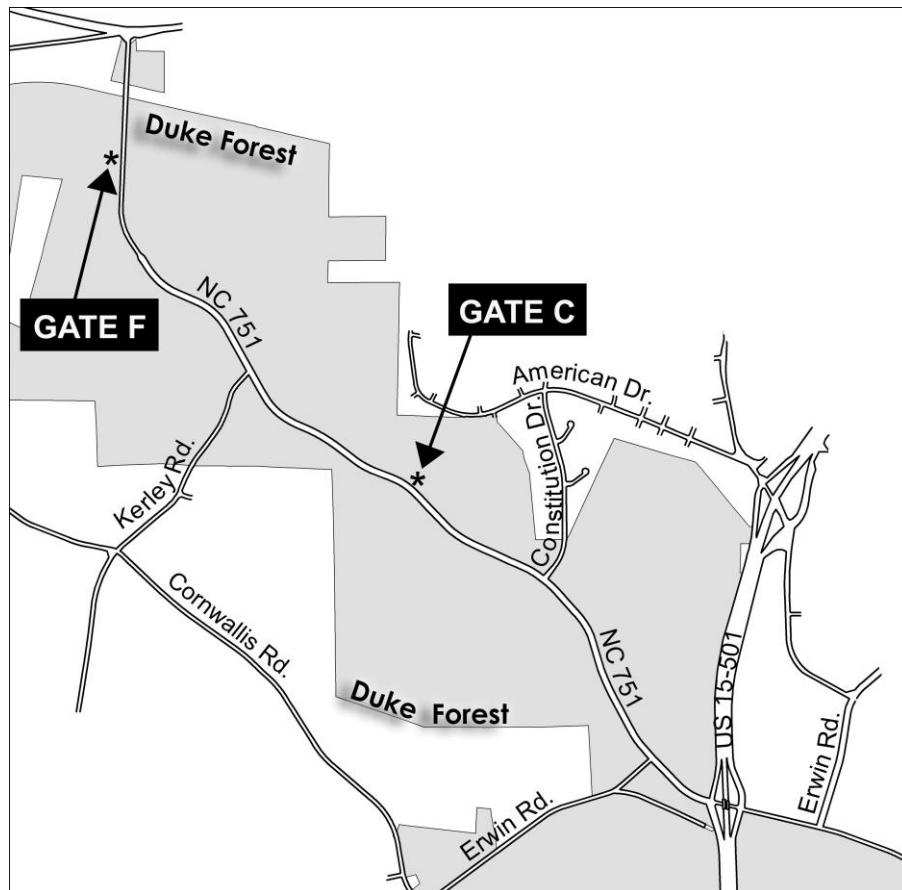 Duke Forest
NC 751
GATE F
GATE C
American Dr.
Constitution Dr.
Kerley Rd.
Cornwallis Rd.
NC 751
US 15-501
Duke Forest
Erwin Rd.
Erwin Rd.